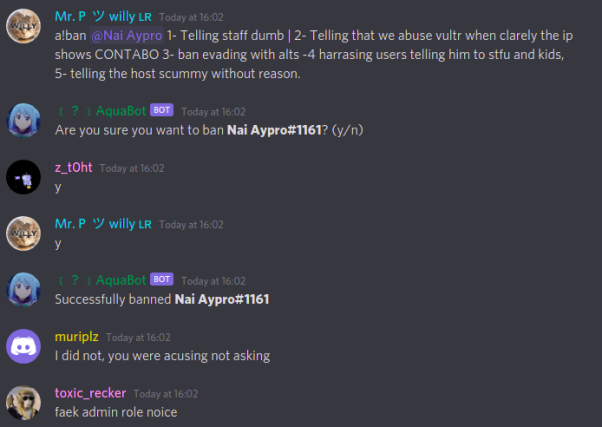 Mr. P ツ willy LR Today at 16:02
a!ban @Nai Aypro 1- Telling staff dumb | 2- Telling that we abuse vultr when clarely the ip
shows CONTABO 3- ban evading with alts -4 harrasing users telling him to stfu and kids,
5- telling the host scummy without reason.
﹝ ? ﹞AquaBot BOT Today at 16:02
Are you sure you want to ban Nai Aypro#1161? (y/n)
z_t0ht Today at 16:02
y
Mr. P ツ willy LR Today at 16:02
y
﹝ ? ﹞AquaBot BOT Today at 16:02
Successfully banned Nai Aypro#1161
muriplz Today at 16:02
I did not, you were acusing not asking
toxic_recker Today at 16:02
faek admin role noice